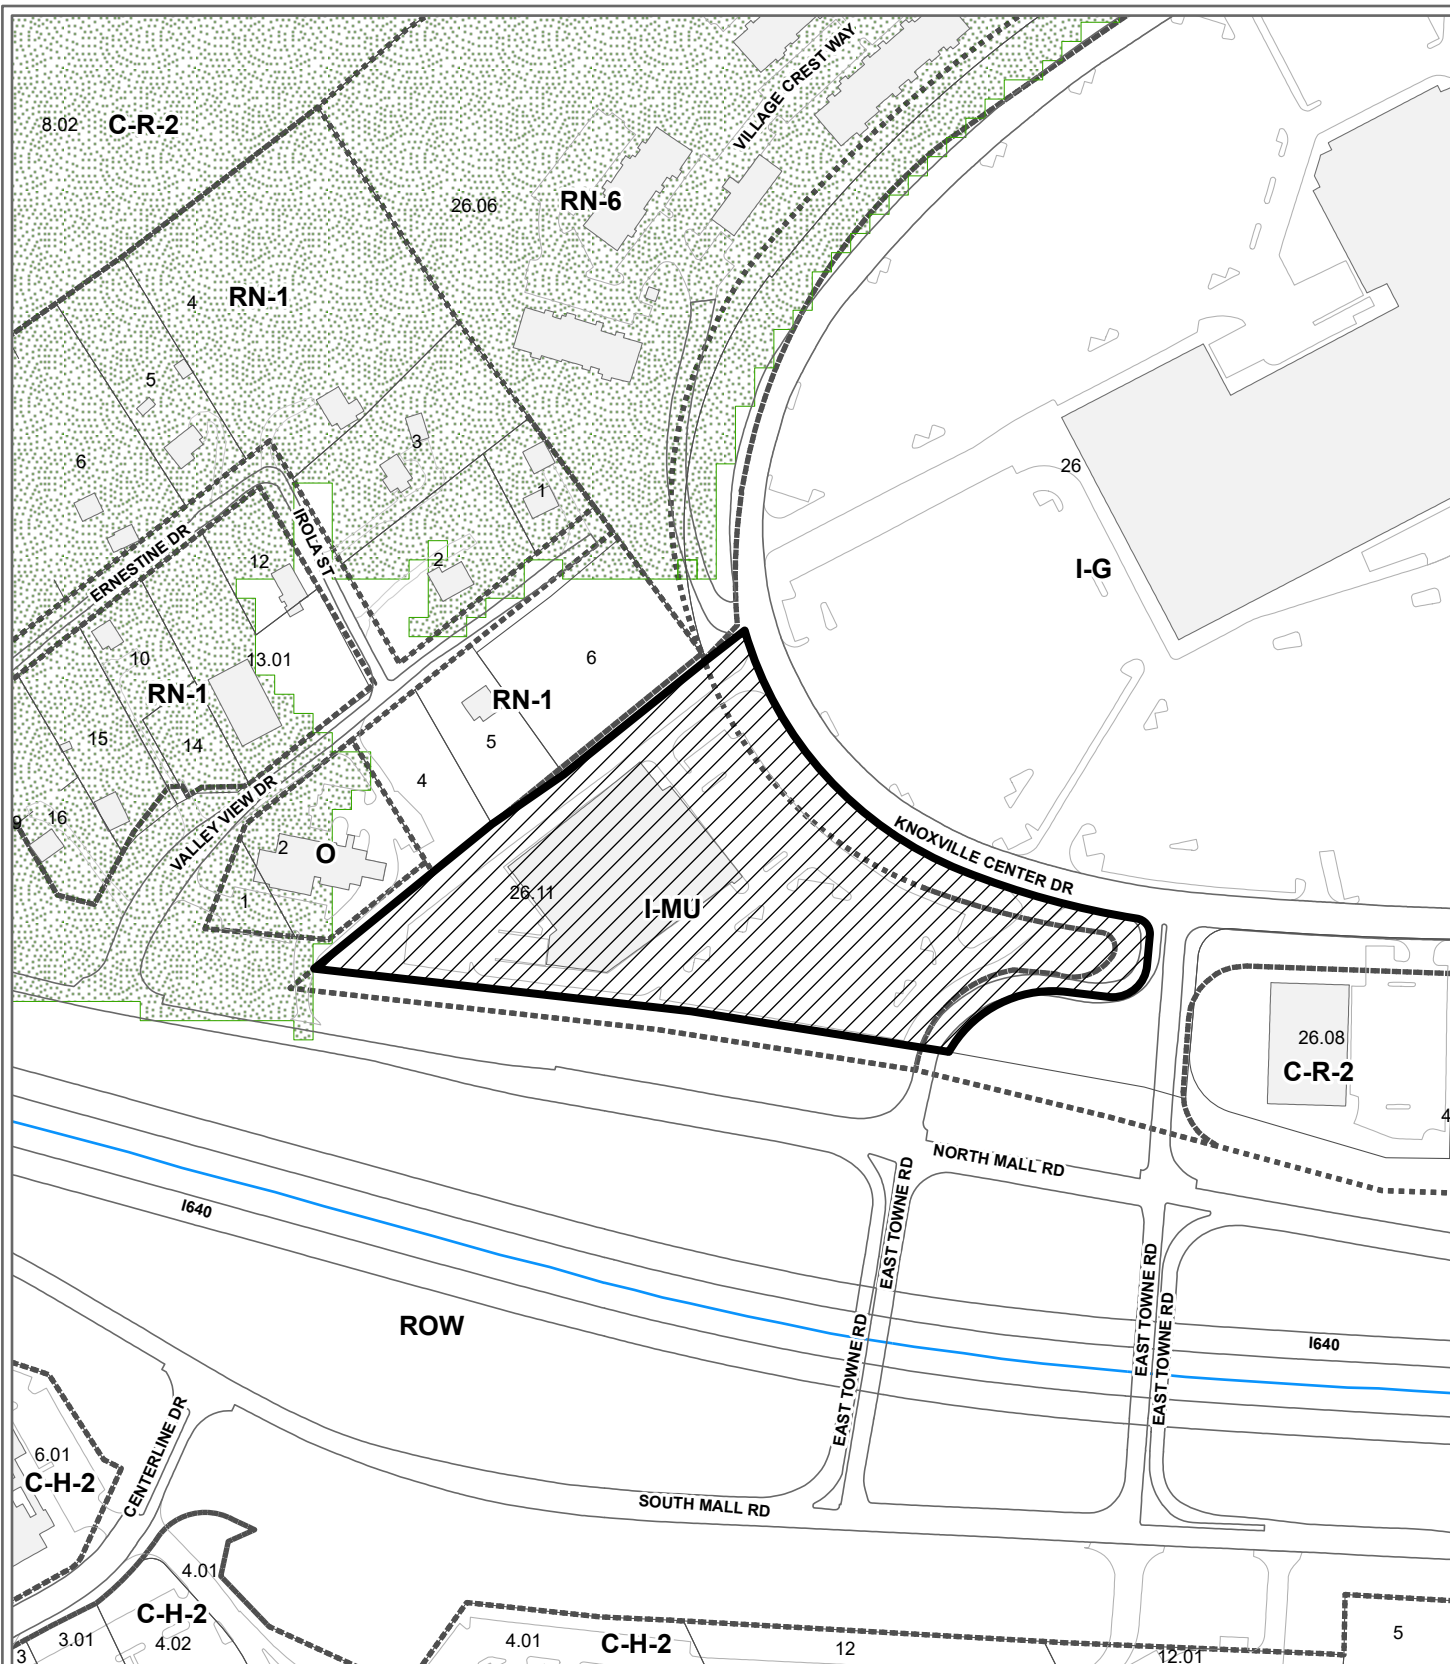 VILLAGE CREST WAY
8.02
C-R-2
26.06
RN-6
4
RN-1
5
3
6
26
1
ERNESTINE DR
IROLA ST
12
2
I-G
10
13.01
6
RN-1
RN-1
15
14
5
4
VALLEY VIEW DR
9
16
KNOXVILLE CENTER DR
2
O
1
26.11
I-MU
26.08
C-R-2
4
NORTH MALL RD
EAST TOWNE RD
I640
EAST TOWNE RD
EAST TOWNE RD
EAST TOWNE RD
I640
ROW
6.01
C-H-2
CENTERLINE DR
SOUTH MALL RD
4.01
C-H-2
3.01
4.02
3
4.01
C-H-2
12
12.01
5